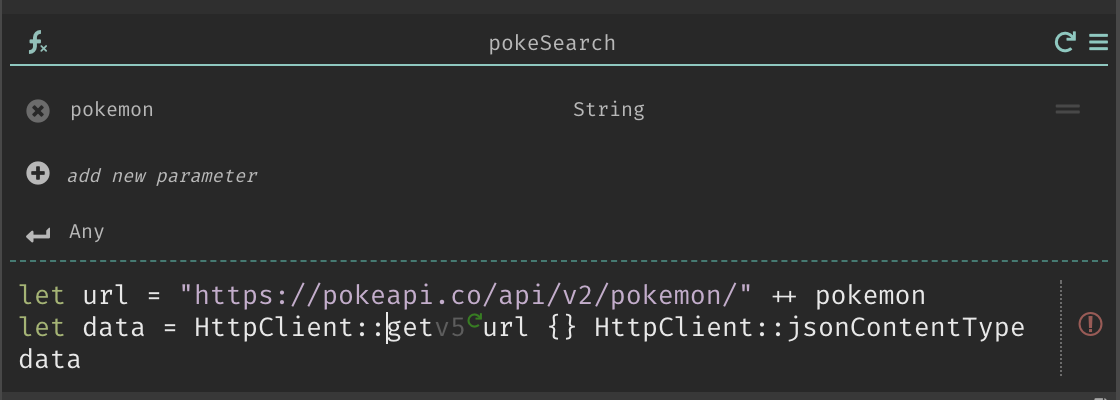 pokeSearch
pokemon String
add new parameter
Any
let url = "https://pokeapi.co/api/v2/pokemon/" ++ pokemon
let data = HttpClient::getv5 url {} HttpClient::jsonContentType
data